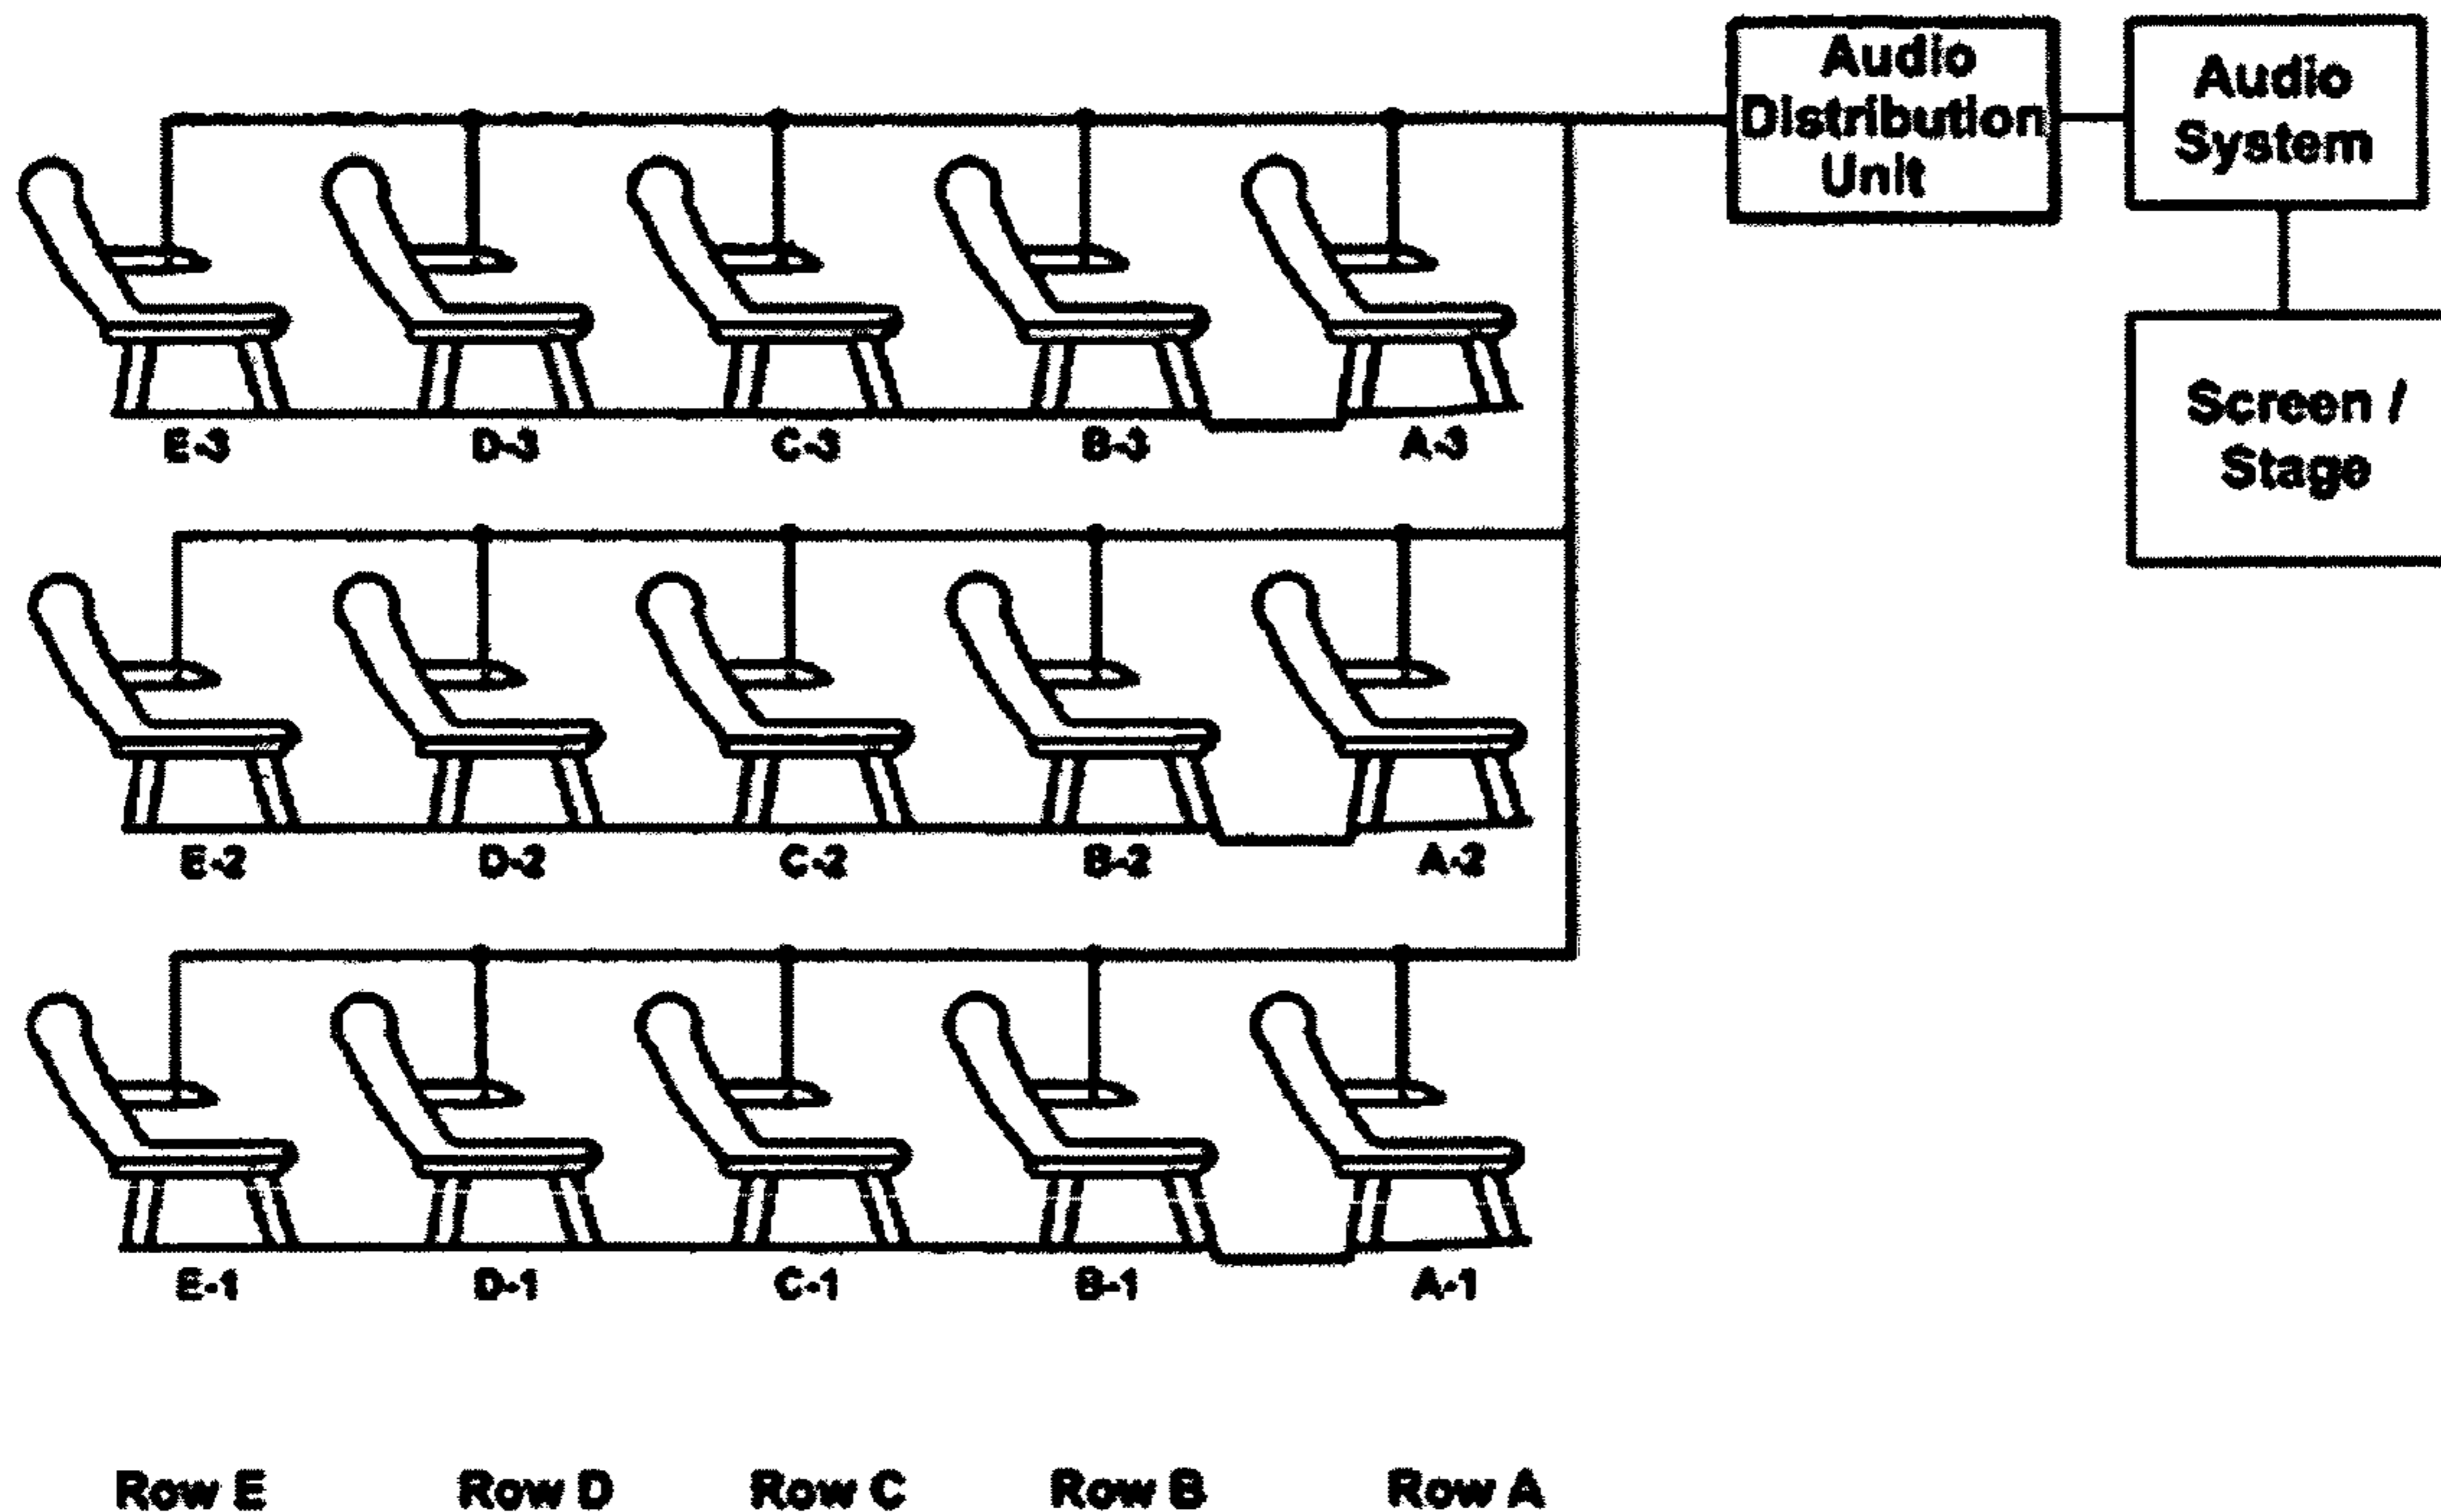 Audio
Distribution
Unit
Audio
System
Screen /
Stage
E-3 D-3 C-3 B-3 A-3
E-2 D-2 C-2 B-2 A-2
E-1 D-1 C-1 B-1 A-1
Row E Row D Row C Row B Row A